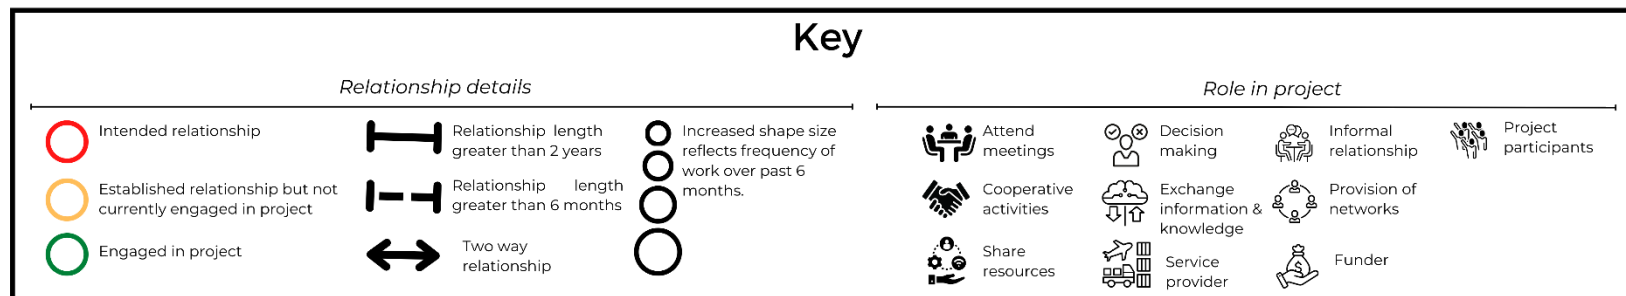 Key
Relationship details
Intended relationship
Established relationship but not
currently engaged in project
Engaged in project
Relationship length
greater than 2 years
Relationship length
greater than 6 months
Two way
relationship
Increased shape size
reflects frequency of
work over past 6
months.
Role in project
Attend
meetings
Cooperative
activities
Share
resources
Decision
making
Exchange
information &
knowledge
Service
provider
Informal
relationship
Provision of
networks
Funder
Project
participants